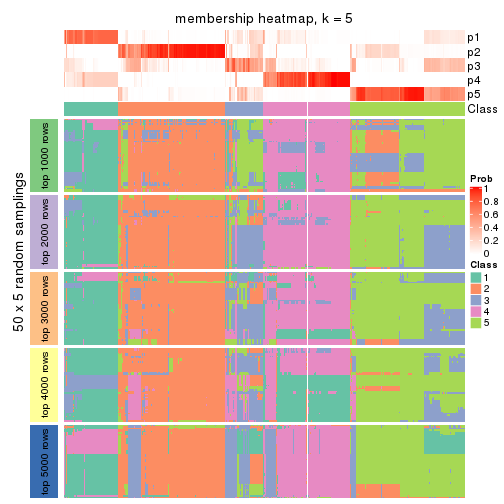 membership heatmap, k = 5
p1
p2
p3
p4
p5
Class
50 x 5 random samplings
top 1000 rows
top 2000 rows
top 3000 rows
top 4000 rows
top 5000 rows
Prob
1
0.8
0.6
0.4
0.2
0
Class
1
2
3
4
5